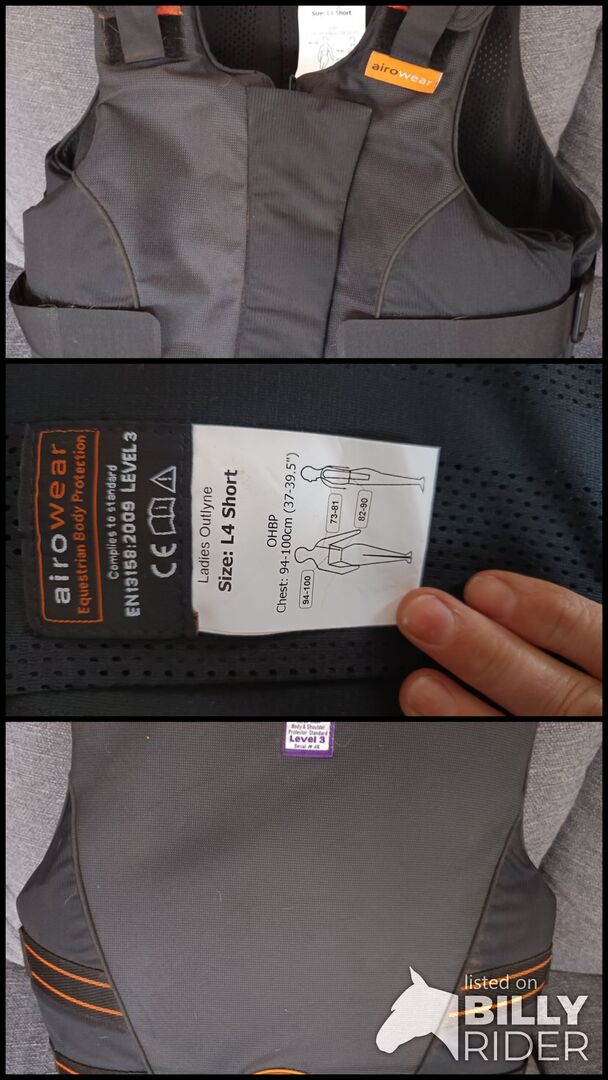 Size: L4 Short
airowear
airowear
Equestrian Body Protection
Complies to standard
EN13158:2009 LEVEL 3
CE
Ladies Outlyne
Size: L4 Short
OHBP
Chest: 94-100cm (37-39.5")
73-81
82-90
94-100
Body & Shoulder
Protector Standard
Level 3
listed on
BILLY
RIDER